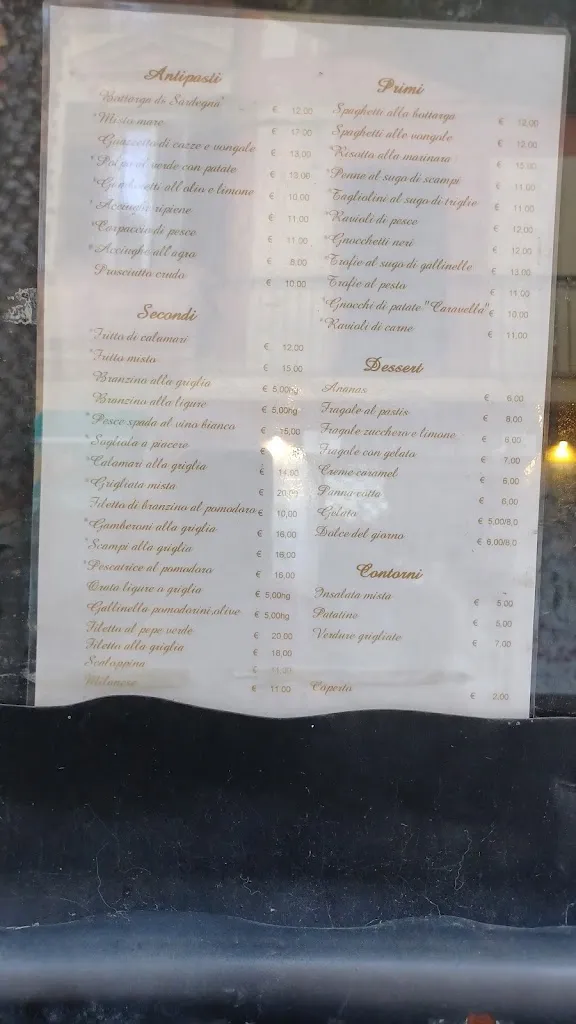 Antipasti
"Bottarga di Sardegna" € 12,00
*Misto mare € 12,00
*Guazzetto di cozze e vongole € 13,00
*Polpo al verde con patate € 13,00
*Gamberetti all'olio e limone € 10,00
*Acciughe ripiene € 11,00
*Carpaccio di pesce € 11,00
*Acciughe all'agro € 8,00
Prosciutto crudo € 10,00
Secondi
*Fritto di calamari € 12,00
*Fritto misto € 15,00
Branzino alla griglia € 5,00hg
Branzino alla ligure € 5,00hg
*Pesce spada al vino bianco € 15,00
*Sogliola a piacere €
*Calamari alla griglia € 14,00
*Grigliata mista € 20,00
Filetto di branzino al pomodoro € 10,00
*Gamberoni alla griglia € 16,00
*Scampi alla griglia € 16,00
*Pescatrice al pomodoro € 16,00
Orata ligure o griglia € 5,00hg
Gallinella pomodorini,olive € 5,00hg
Filetto al pepe verde € 20,00
Filetto alla griglia € 18,00
Scaloppina €
Milanese € 11,00
Primi
Spaghetti alla bottarga € 12,00
Spaghetti alle vongole € 12,00
*Risotto alla marinara € 13,00
*Penne al sugo di scampi € 11,00
*Tagliolini al sugo di triglie € 11,00
*Ravioli di pesce € 12,00
*Gnocchetti neri € 12,00
*Trofie al sugo di gallinelle € 13,00
Trofie al pesto € 11,00
*Gnocchi di patate "Caravella" € 10,00
*Ravioli di carne € 11,00
Dessert
Ananas € 6,00
Fragole al pastis € 8,00
Fragole zucchero e limone € 6,00
Fragole con gelato € 7,00
Creme caramel € 6,00
Panna cotta € 6,00
Gelato € 5,00/8,0
Dolce del giorno € 6,00/8,0
Contorni
Insalata mista € 5,00
Patatine € 5,00
Verdure grigliate € 7,00
Coperto € 2,00